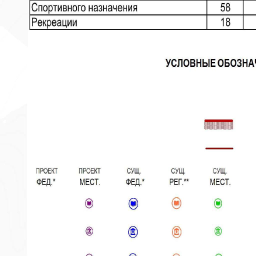 Спортивного назначения 58
Рекреации 18
УСЛОВНЫЕ ОБОЗНАЧ
ПРОЕКТ ПРОЕКТ СУЩ. СУЩ. СУЩ.
ФЕД.* МЕСТ. ФЕД.* РЕГ.** МЕСТ.